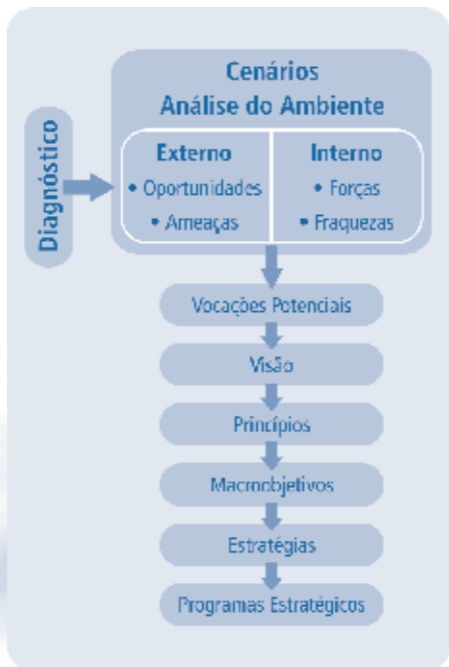 Diagnóstico
Cenários
Análise do Ambiente
Externo
• Oportunidades
• Ameaças
Interno
• Forças
• Fraquezas
Vocações Potenciais
Visão
Princípios
Macroobjetivos
Estratégias
Programas Estratégicos